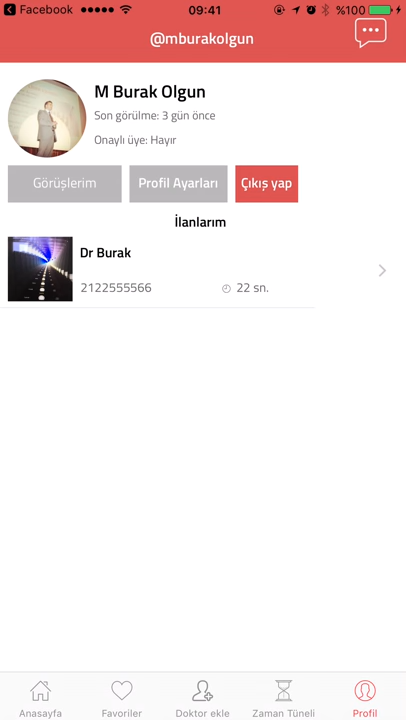 Facebook 09:41 %100
@mburakolgun
M Burak Olgun
Son görülme: 3 gün önce
Onaylı üye: Hayır
Görüşlerim Profil Ayarları Çıkış yap
İlanlarım
Dr Burak
2122555566 22 sn.
Anasayfa Favoriler Doktor ekle Zaman Tüneli Profil